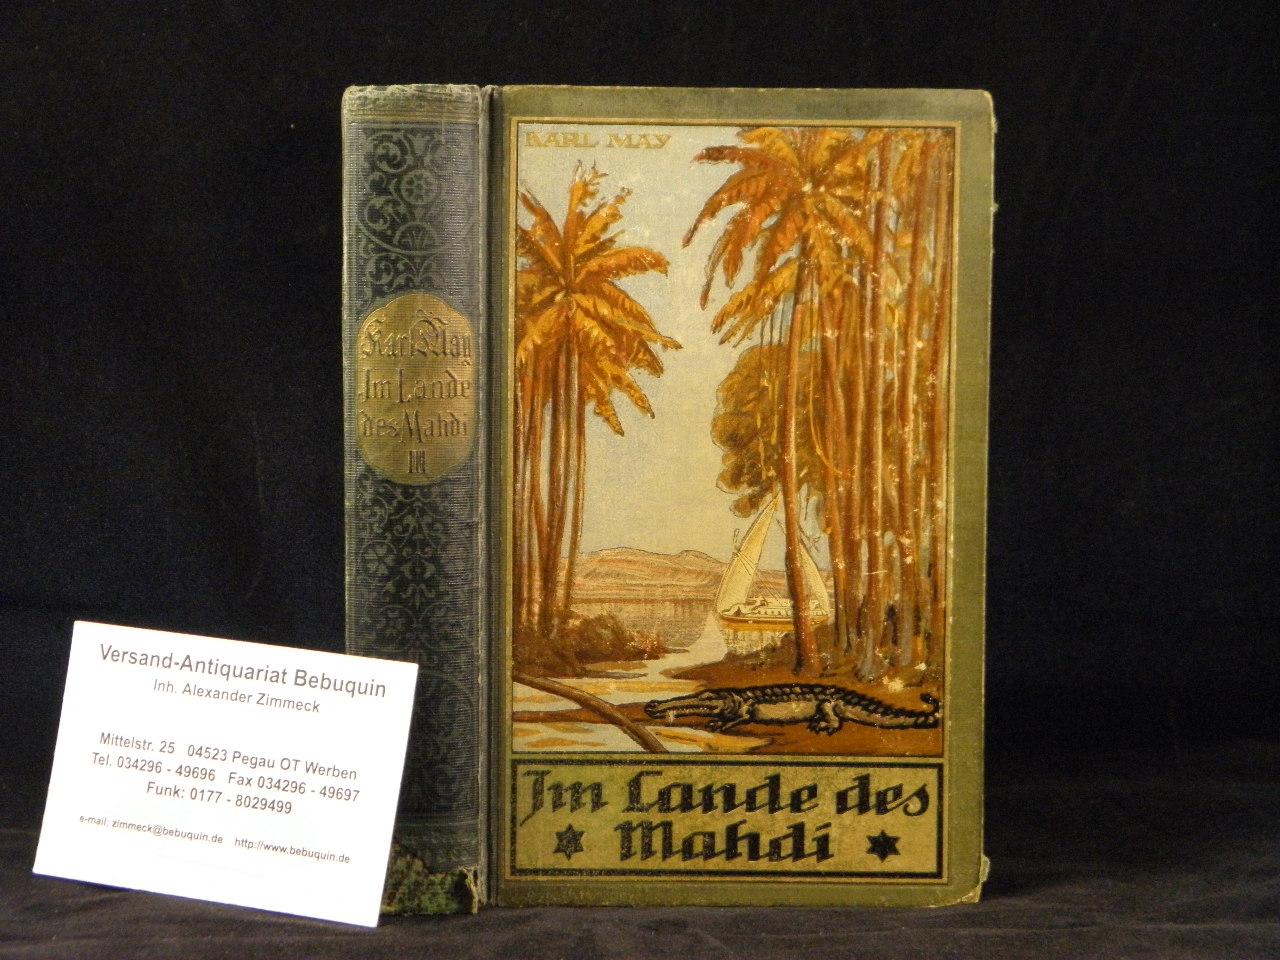 KARL MAY
Karl May
Im Lande
des Mahdi
III
Im Lande des
Mahdi
Versand-Antiquariat Bebuquin
Inh. Alexander Zimmeck
Mittelstr. 25 04523 Pegau OT Werben
Tel. 034296 - 49696 Fax 034296 - 49697
Funk: 0177 - 8029499
e-mail: zimmeck@bebuquin.de http://www.bebuquin.de